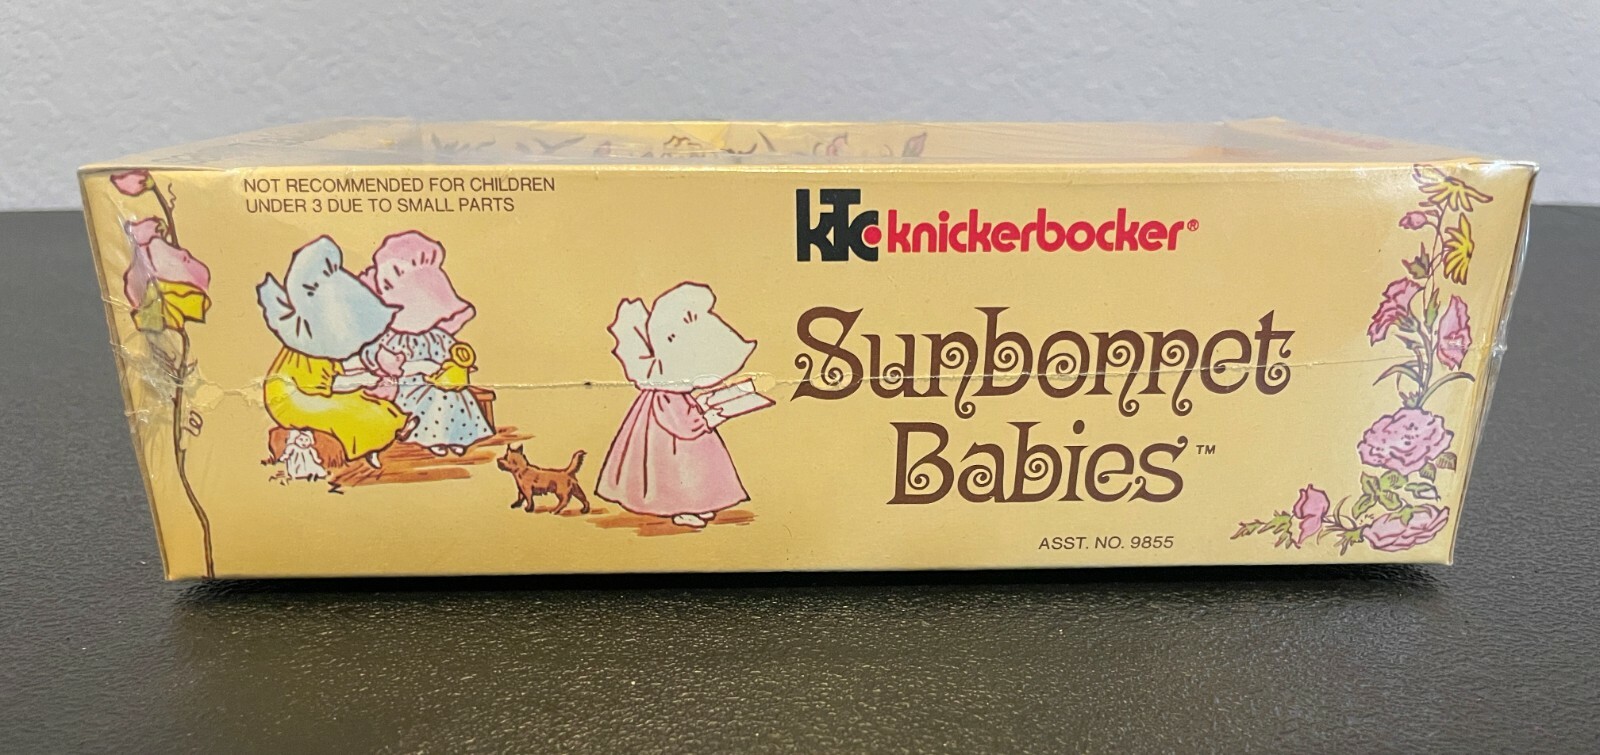 NOT RECOMMENDED FOR CHILDREN
UNDER 3 DUE TO SMALL PARTS
KTC knickerbocker®
Sunbonnet
Babies™
ASST. NO. 9855